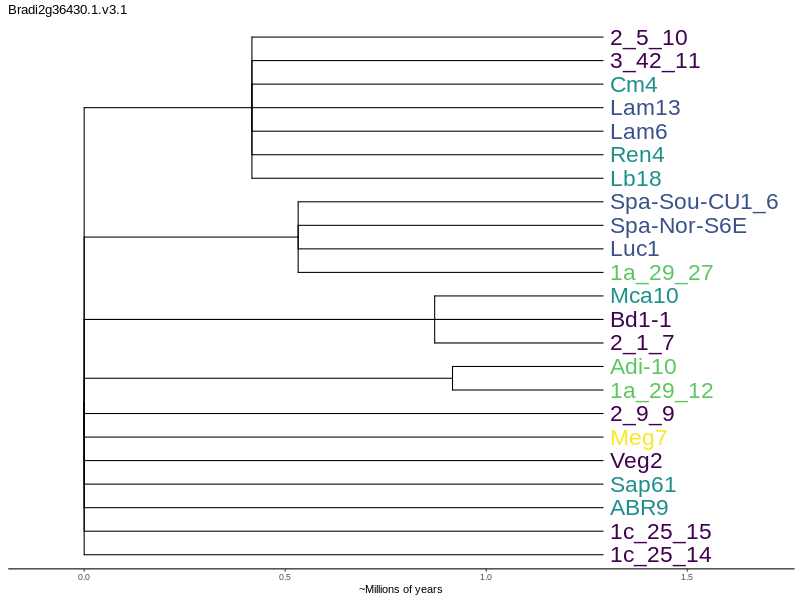 Bradi2g36430.1.v3.1
2_5_10
3_42_11
Cm4
Lam13
Lam6
Ren4
Lb18
Spa-Sou-CU1_6
Spa-Nor-S6E
Luc1
1a_29_27
Mca10
Bd1-1
2_1_7
Adi-10
1a_29_12
2_9_9
Meg7
Veg2
Sap61
ABR9
1c_25_15
1c_25_14
0.0 0.5 1.0 1.5
~Millions of years